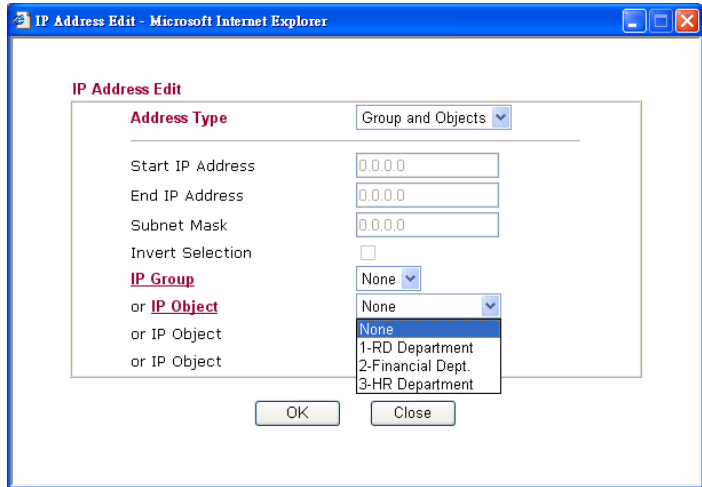 IP Address Edit - Microsoft Internet Explorer
IP Address Edit
Address Type Group and Objects
Start IP Address 0.0.0.0
End IP Address 0.0.0.0
Subnet Mask 0.0.0.0
Invert Selection
IP Group None
or IP Object None
None
or IP Object 1-RD Department
2-Financial Dept.
or IP Object 3-HR Department
OK Close